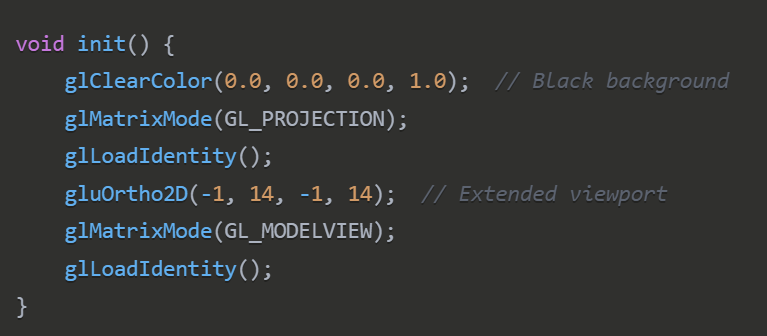 void init() {
    glClearColor(0.0, 0.0, 0.0, 1.0);  // Black background
    glMatrixMode(GL_PROJECTION);
    glLoadIdentity();
    gluOrtho2D(-1, 14, -1, 14);  // Extended viewport
    glMatrixMode(GL_MODELVIEW);
    glLoadIdentity();
}